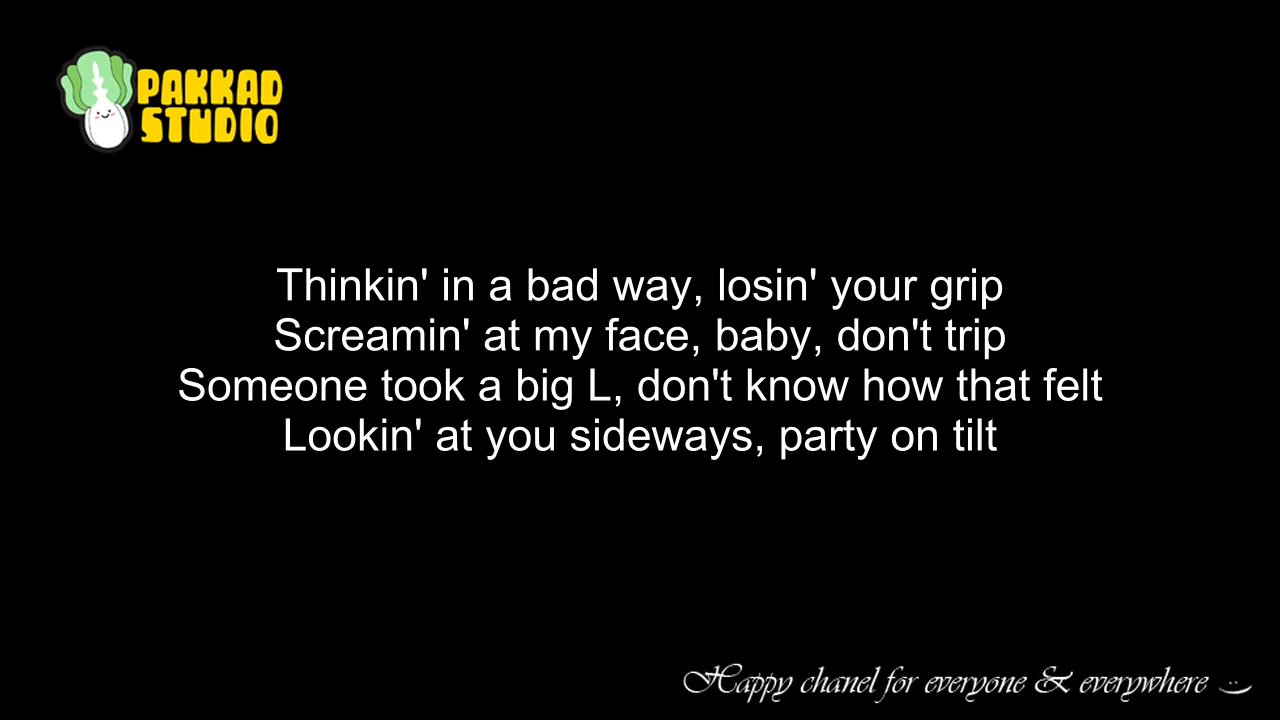 PAKKAD
STUDIO
Thinkin' in a bad way, losin' your grip
Screamin' at my face, baby, don't trip
Someone took a big L, don't know how that felt
Lookin' at you sideways, party on tilt
Happy chanel for everyone & everywhere :)